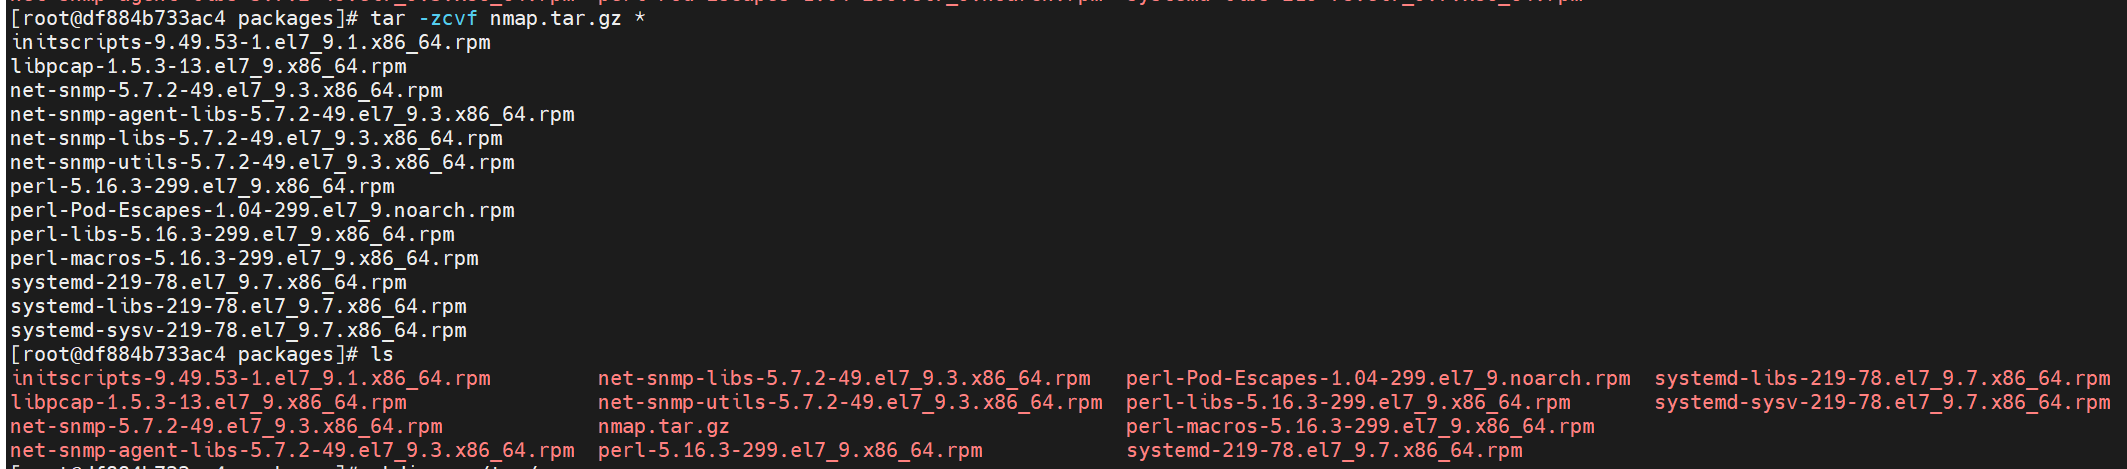 [root@df884b733ac4 packages]# tar -zcvf nmap.tar.gz *
initscripts-9.49.53-1.el7_9.1.x86_64.rpm
libpcap-1.5.3-13.el7_9.x86_64.rpm
net-snmp-5.7.2-49.el7_9.3.x86_64.rpm
net-snmp-agent-libs-5.7.2-49.el7_9.3.x86_64.rpm
net-snmp-libs-5.7.2-49.el7_9.3.x86_64.rpm
net-snmp-utils-5.7.2-49.el7_9.3.x86_64.rpm
perl-5.16.3-299.el7_9.x86_64.rpm
perl-Pod-Escapes-1.04-299.el7_9.noarch.rpm
perl-libs-5.16.3-299.el7_9.x86_64.rpm
perl-macros-5.16.3-299.el7_9.x86_64.rpm
systemd-219-78.el7_9.7.x86_64.rpm
systemd-libs-219-78.el7_9.7.x86_64.rpm
systemd-sysv-219-78.el7_9.7.x86_64.rpm
[root@df884b733ac4 packages]# ls
initscripts-9.49.53-1.el7_9.1.x86_64.rpm net-snmp-libs-5.7.2-49.el7_9.3.x86_64.rpm perl-Pod-Escapes-1.04-299.el7_9.noarch.rpm systemd-libs-219-78.el7_9.7.x86_64.rpm
libpcap-1.5.3-13.el7_9.x86_64.rpm net-snmp-utils-5.7.2-49.el7_9.3.x86_64.rpm perl-libs-5.16.3-299.el7_9.x86_64.rpm systemd-sysv-219-78.el7_9.7.x86_64.rpm
net-snmp-5.7.2-49.el7_9.3.x86_64.rpm nmap.tar.gz perl-macros-5.16.3-299.el7_9.x86_64.rpm
net-snmp-agent-libs-5.7.2-49.el7_9.3.x86_64.rpm perl-5.16.3-299.el7_9.x86_64.rpm systemd-219-78.el7_9.7.x86_64.rpm